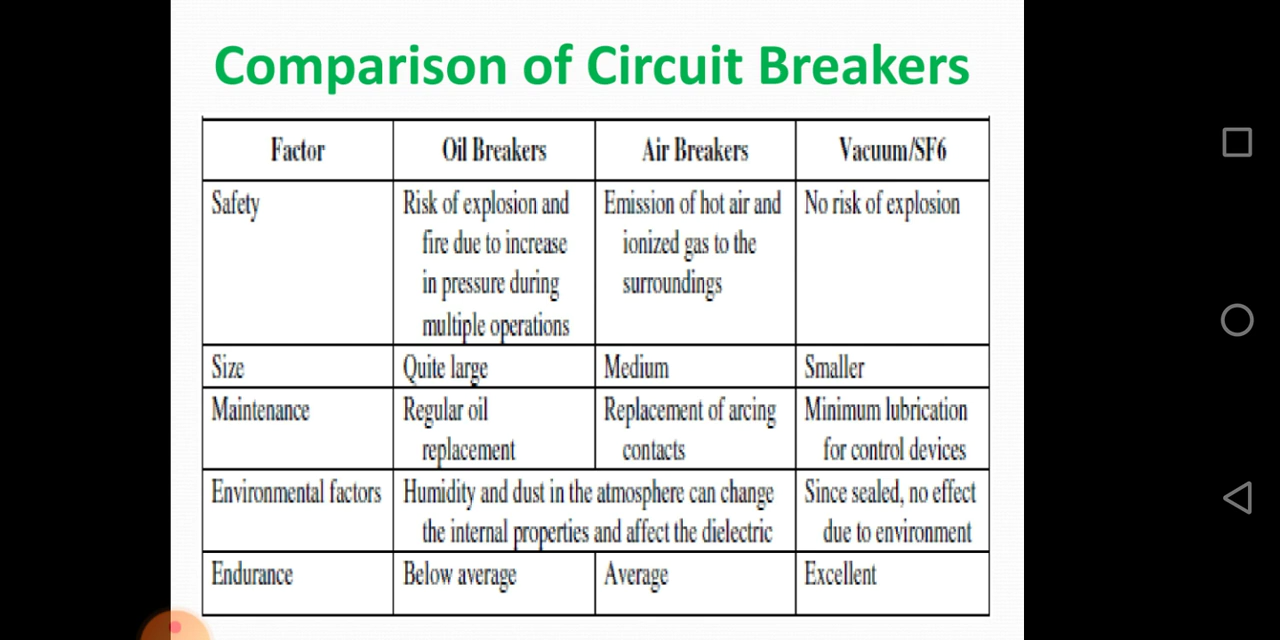 Comparison of Circuit Breakers
Factor Oil Breakers Air Breakers Vacuum/SF6
Safety Risk of explosion and Emission of hot air and No risk of explosion
fire due to increase ionized gas to the
in pressure during surroundings
multiple operations
Size Quite large Medium Smaller
Maintenance Regular oil Replacement of arcing Minimum lubrication
replacement contacts for control devices
Environmental factors Humidity and dust in the atmosphere can change Since sealed, no effect
the internal properties and affect the dielectric due to environment
Endurance Below average Average Excellent